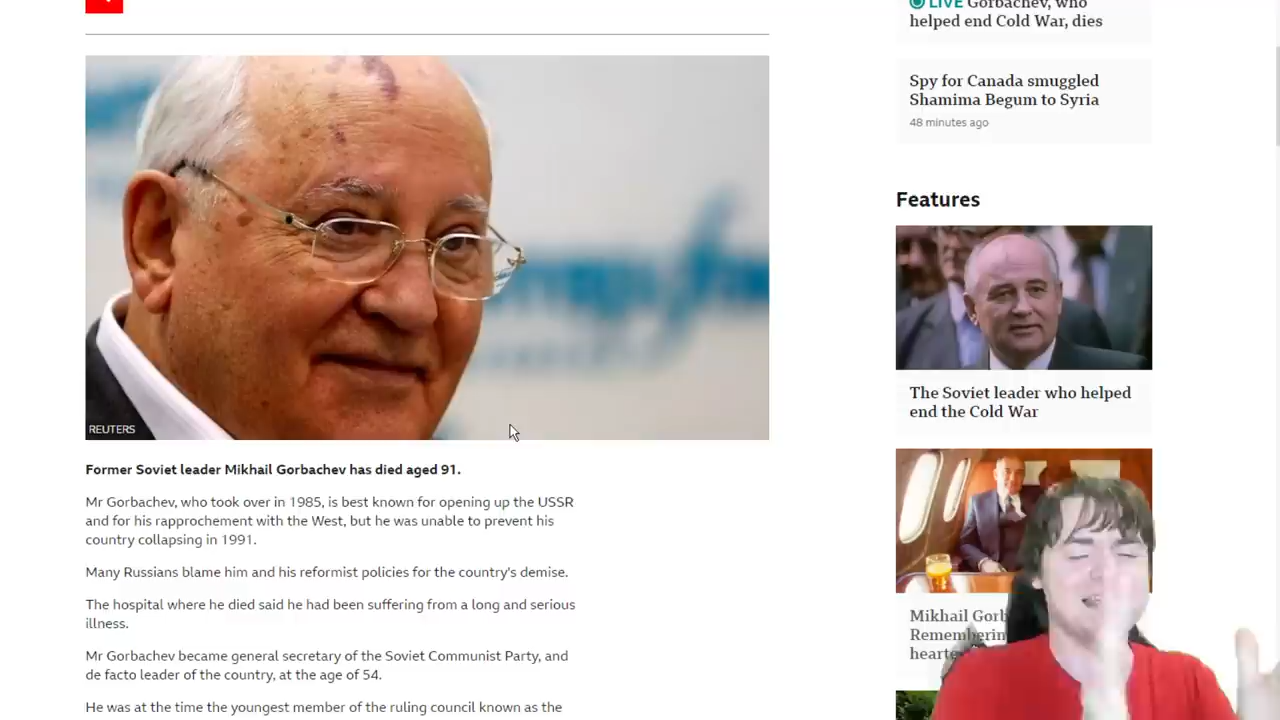 REUTERS
Former Soviet leader Mikhail Gorbachev has died aged 91.
Mr Gorbachev, who took over in 1985, is best known for opening up the USSR
and for his rapprochement with the West, but he was unable to prevent his
country collapsing in 1991.
Many Russians blame him and his reformist policies for the country's demise.
The hospital where he died said he had been suffering from a long and serious
illness.
Mr Gorbachev became general secretary of the Soviet Communist Party, and
de facto leader of the country, at the age of 54.
He was at the time the youngest member of the ruling council known as the
LIVE Gorbachev, who
helped end Cold War, dies
Spy for Canada smuggled
Shamima Begum to Syria
48 minutes ago
Features
The Soviet leader who helped
end the Cold War
Mikhail